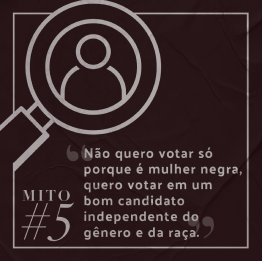 “Não quero votar só
porque é mulher negra,
quero votar em um
bom candidato
independente do
gênero e da raça.”
MITO
#5